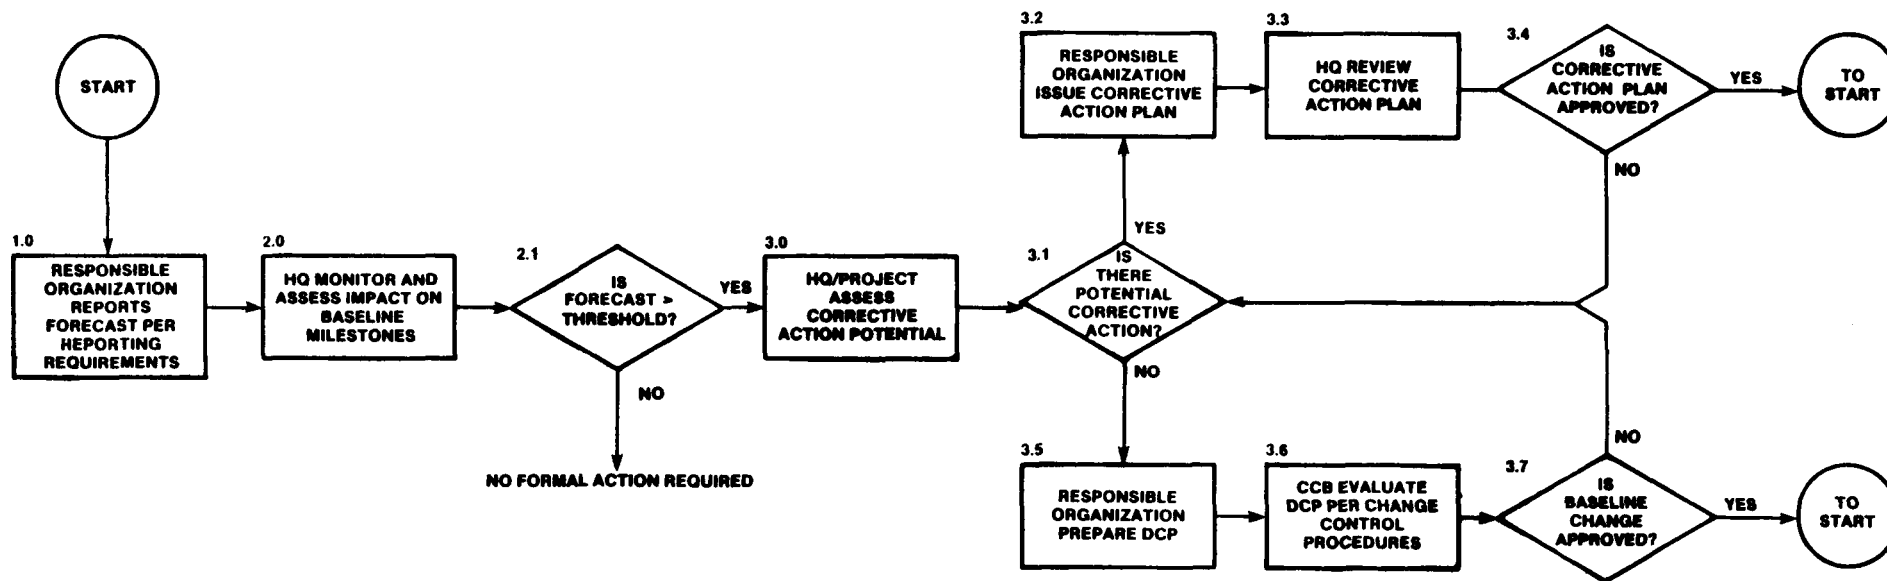 START
1.0
RESPONSIBLE
ORGANIZATION
REPORTS
FORECAST PER
HEPORTING
REQUIREMENTS
2.0
HQ MONITOR AND
ASSESS IMPACT ON
BASELINE
MILESTONES
2.1
IS
FORECAST >
THRESHOLD?
YES
NO
NO FORMAL ACTION REQUIRED
3.0
HQ/PROJECT
ASSESS
CORRECTIVE
ACTION POTENTIAL
3.1
IS
THERE
POTENTIAL
CORRECTIVE
ACTION?
YES
NO
3.2
RESPONSIBLE
ORGANIZATION
ISSUE CORRECTIVE
ACTION PLAN
3.3
HQ REVIEW
CORRECTIVE
ACTION PLAN
3.4
IS
CORRECTIVE
ACTION PLAN
APPROVED?
YES
NO
TO
START
3.5
RESPONSIBLE
ORGANIZATION
PREPARE DCP
3.6
CCB EVALUATE
DCP PER CHANGE
CONTROL
PROCEDURES
3.7
IS
BASELINE
CHANGE
APPROVED?
NO
YES
TO
START